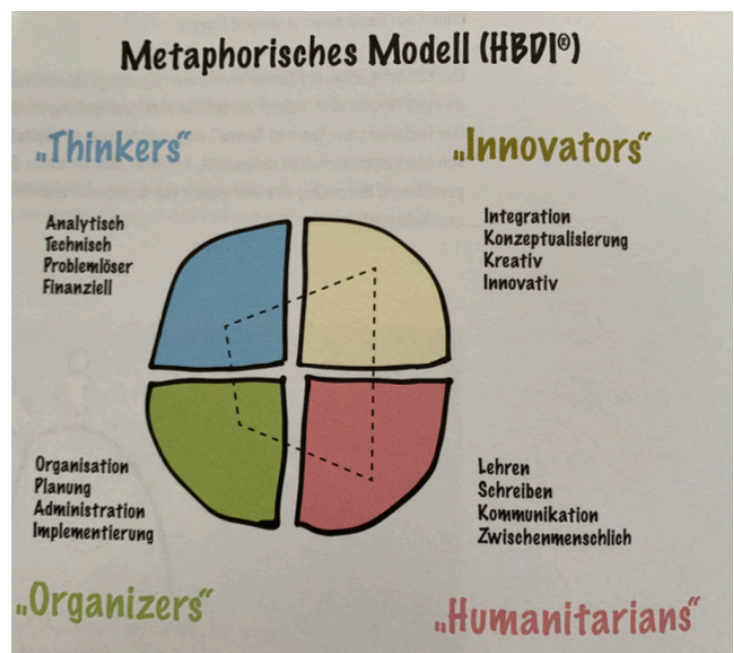 Metaphorisches Modell (HBDI®)
„Thinkers“
„Innovators“
Analytisch
Technisch
Problemlöser
Finanziell
Integration
Konzeptualisierung
Kreativ
Innovativ
Organisation
Planung
Administration
Implementierung
Lehren
Schreiben
Kommunikation
Zwischenmenschlich
„Organizers“
„Humanitarians“